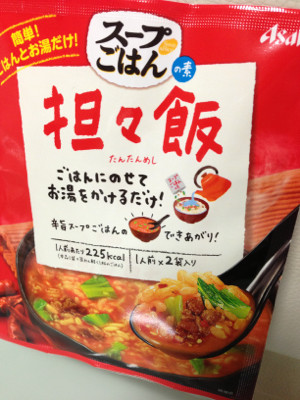 簡単!
ごはんとお湯だけ!
Asahi
スープ
ごはん
の素
担々飯
たんたんめし
ごはんにのせて
お湯をかけるだけ!
辛旨スープごはんの
できあがり!
1人前あたり225kcal
1人前×2袋入り